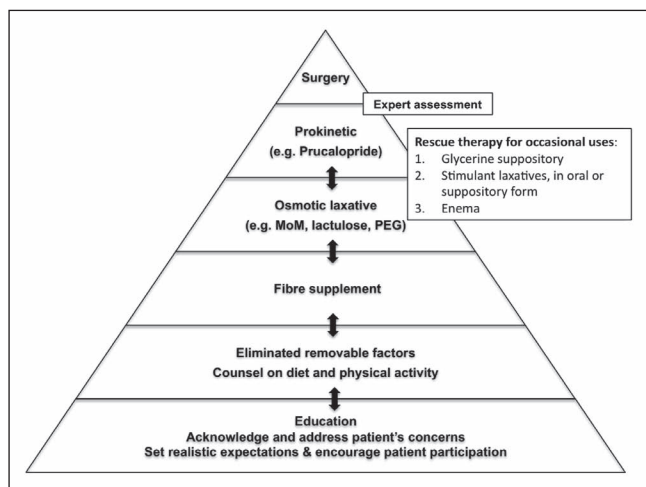 Surgery
Expert assessment
Prokinetic
(e.g. Prucalopride)
Rescue therapy for occasional uses:
1. Glycerine suppository
2. Stimulant laxatives, in oral or
suppository form
3. Enema
Osmotic laxative
(e.g. MoM, lactulose, PEG)
Fibre supplement
Eliminated removable factors
Counsel on diet and physical activity
Education
Acknowledge and address patient's concerns
Set realistic expectations & encourage patient participation